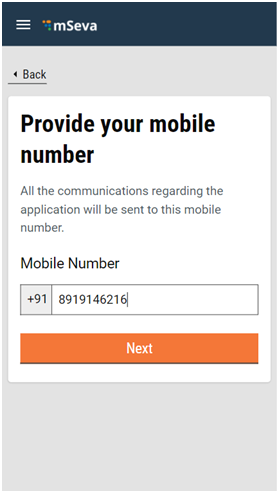 mSeva
Back
Provide your mobile
number
All the communications regarding the
application will be sent to this mobile
number.
Mobile Number
+91 8919146216
Next